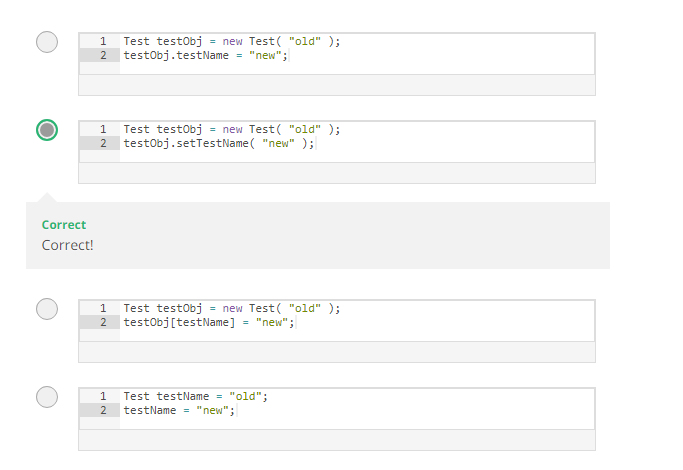 1 Test testObj = new Test( "old" );
2 testObj.testName = "new";
1 Test testObj = new Test( "old" );
2 testObj.setTestName( "new" );
Correct
Correct!
1 Test testObj = new Test( "old" );
2 testObj[testName] = "new";
1 Test testName = "old";
2 testName = "new";